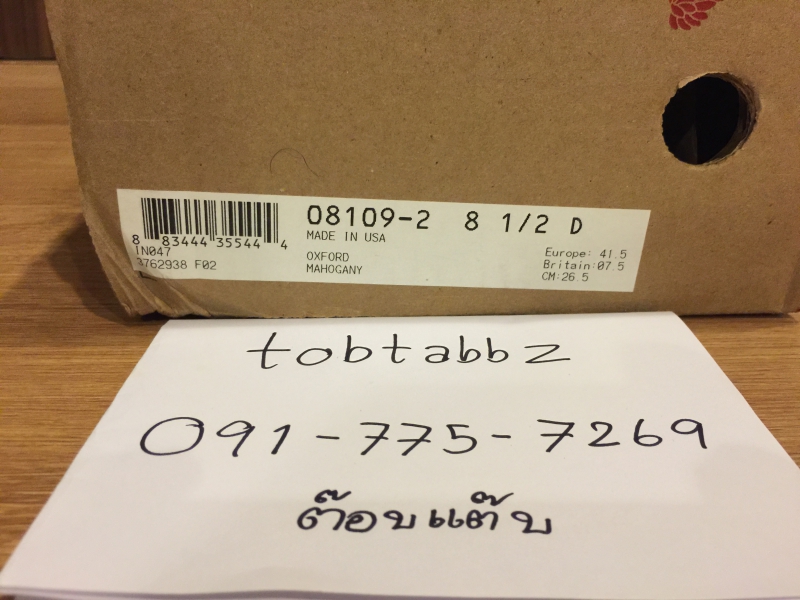 08109-2 8 1/2 D
MADE IN USA
OXFORD
MAHOGANY
Europe: 41.5
Britain:07.5
CM:26.5
8 83444 35544 4
IN047
3762938 F02
tobtabbz
091-775-7269
ต๊อบแต๊บ